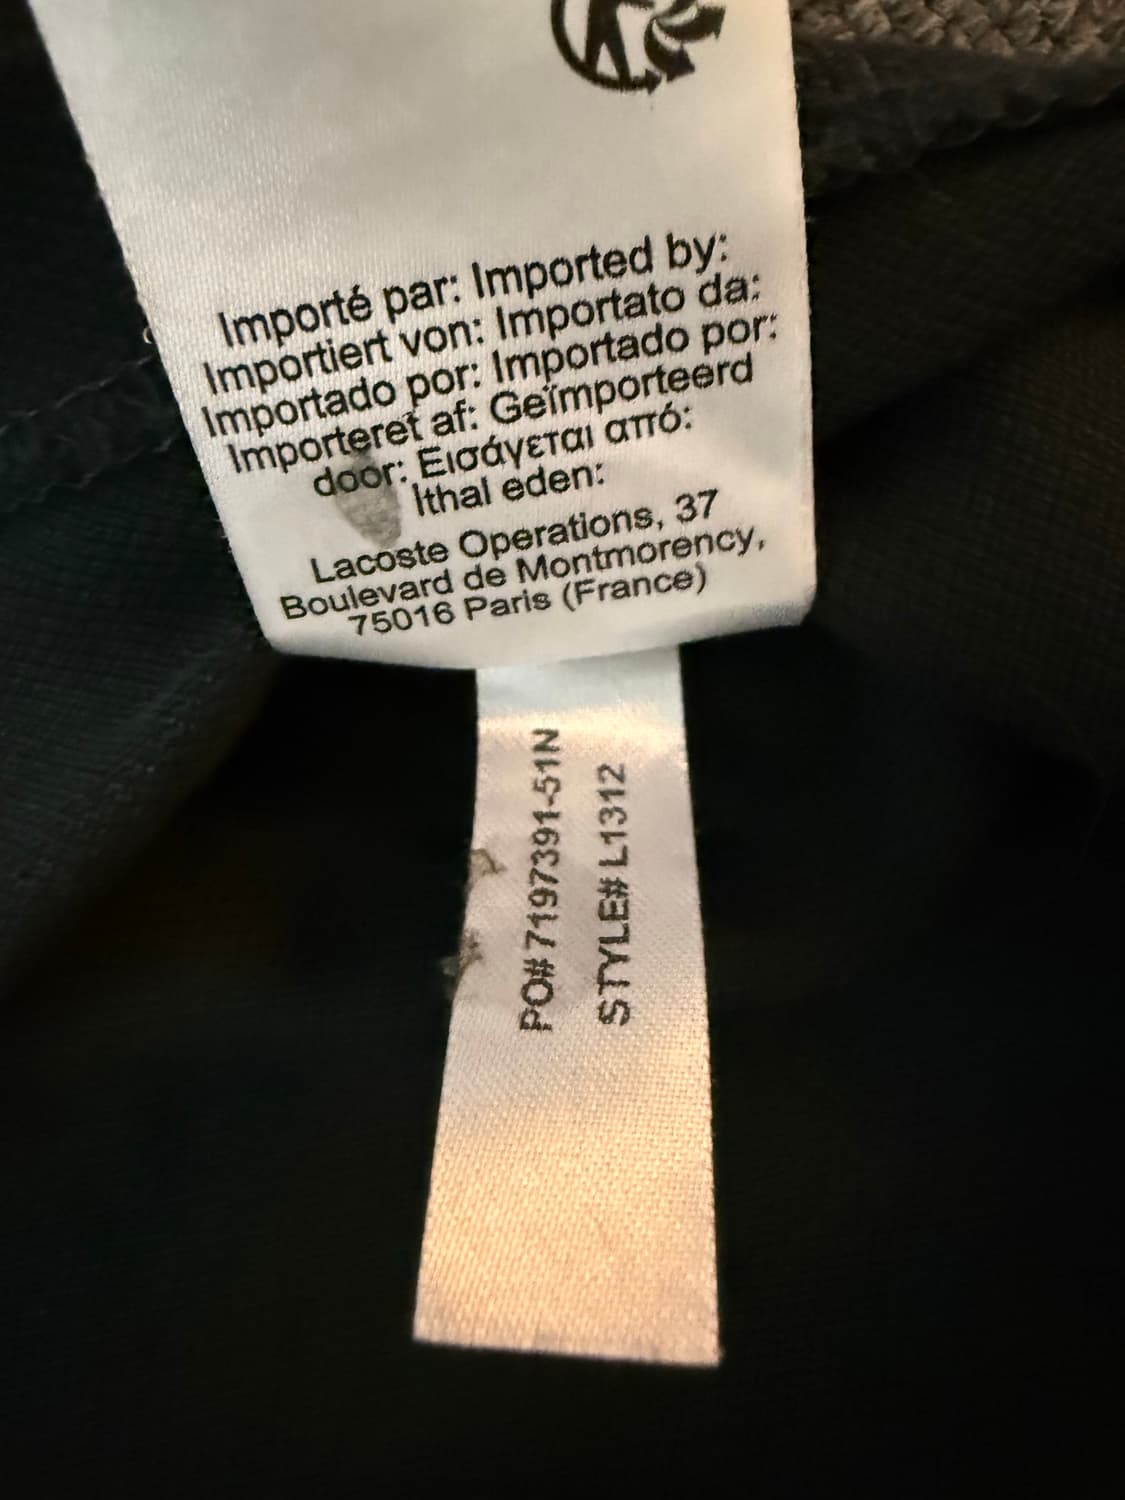 Importé par: Imported by:
Importiert von: Importato da:
Importado por: Importado por:
Importeret af: Geïmporteerd
door: Εισάγεται από:
Ithal eden:
Lacoste Operations, 37
Boulevard de Montmorency,
75016 Paris (France)
PO# 7197391-51N
STYLE# L1312